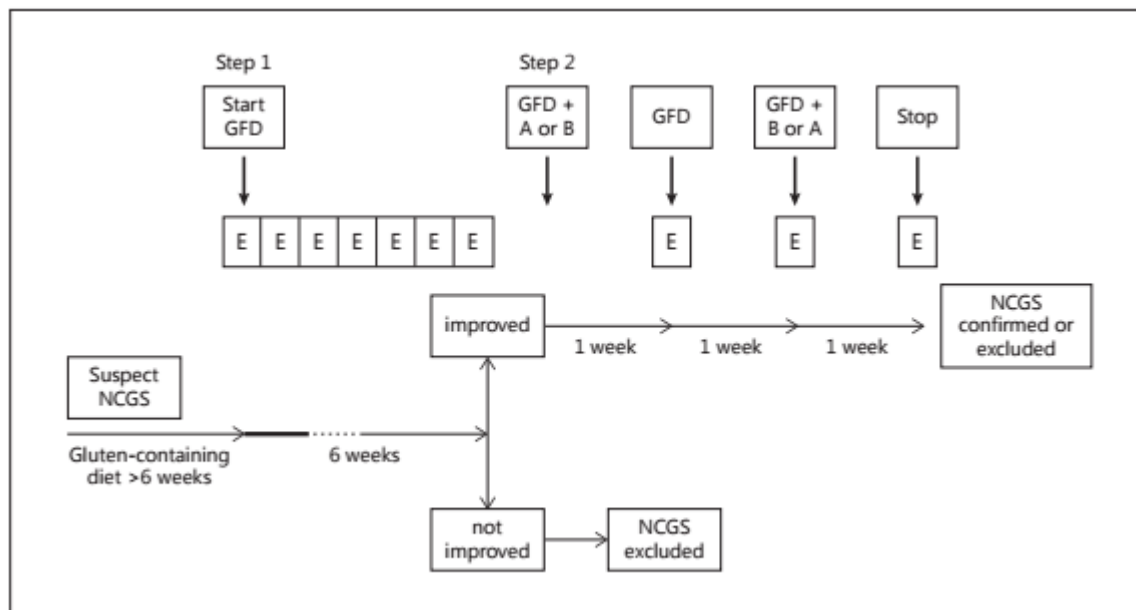 Step 1
Step 2
Start
GFD
GFD +
A or B
GFD
GFD +
B or A
Stop
E E E E E E E
E
E
E
improved
1 week
1 week
1 week
NCGS
confirmed or
excluded
Suspect
NCGS
Gluten-containing
diet >6 weeks
6 weeks
not
improved
NCGS
excluded